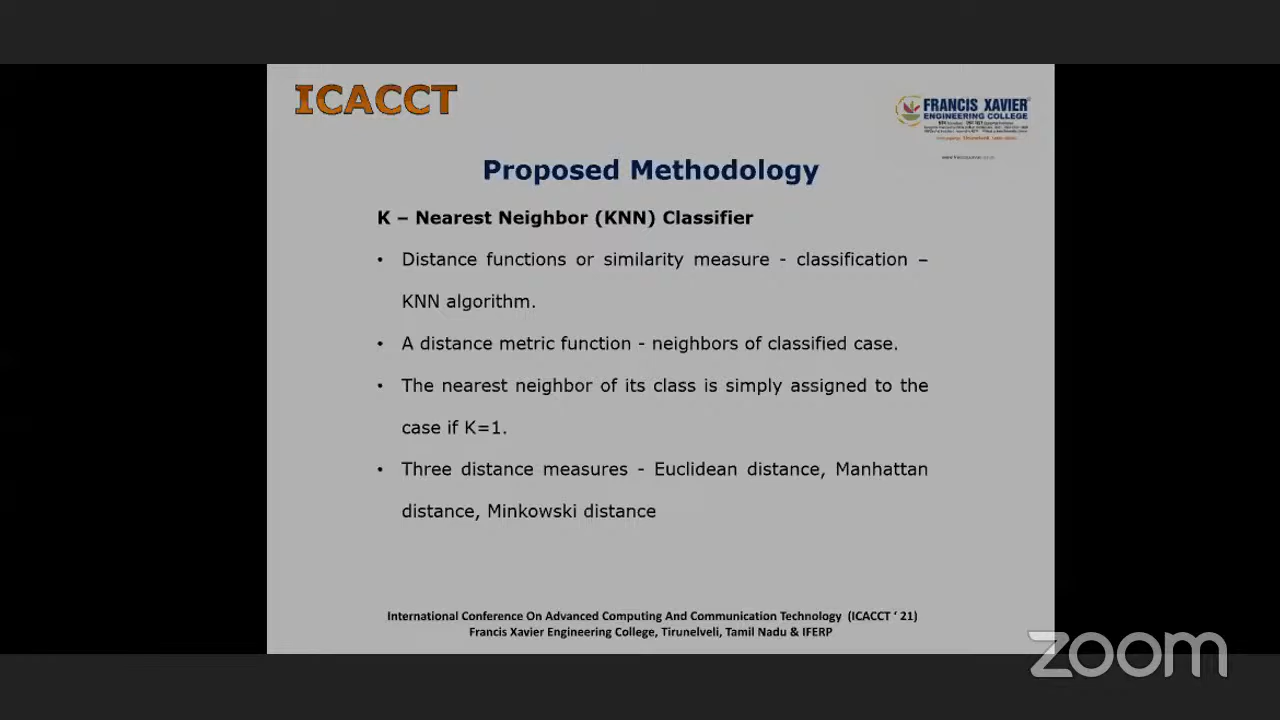 ICACCT
FRANCIS XAVIER
ENGINEERING COLLEGE
Proposed Methodology
K – Nearest Neighbor (KNN) Classifier
• Distance functions or similarity measure - classification –
KNN algorithm.
• A distance metric function - neighbors of classified case.
• The nearest neighbor of its class is simply assigned to the
case if K=1.
• Three distance measures - Euclidean distance, Manhattan
distance, Minkowski distance
International Conference On Advanced Computing And Communication Technology (ICACCT ' 21)
Francis Xavier Engineering College, Tirunelveli, Tamil Nadu & IFERP
zoom